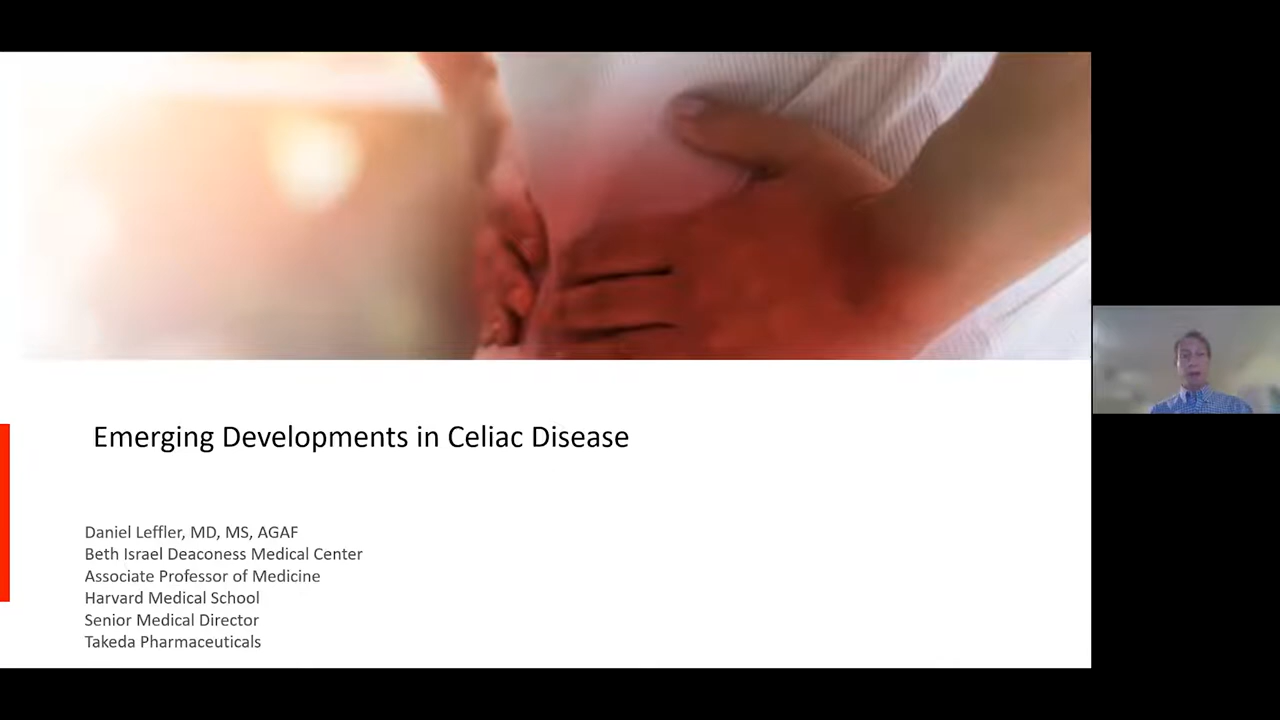 Emerging Developments in Celiac Disease
Daniel Leffler, MD, MS, AGAF
Beth Israel Deaconess Medical Center
Associate Professor of Medicine
Harvard Medical School
Senior Medical Director
Takeda Pharmaceuticals